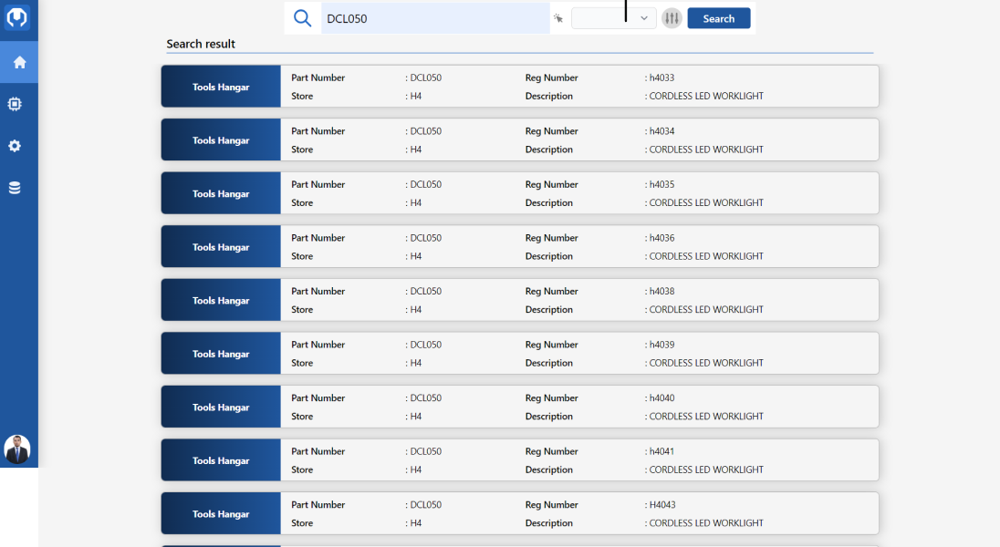 DCL050
Search
Search result
Tools Hangar
Part Number : DCL050 Reg Number : h4033
Store : H4 Description : CORDLESS LED WORKLIGHT
Tools Hangar
Part Number : DCL050 Reg Number : h4034
Store : H4 Description : CORDLESS LED WORKLIGHT
Tools Hangar
Part Number : DCL050 Reg Number : h4035
Store : H4 Description : CORDLESS LED WORKLIGHT
Tools Hangar
Part Number : DCL050 Reg Number : h4036
Store : H4 Description : CORDLESS LED WORKLIGHT
Tools Hangar
Part Number : DCL050 Reg Number : h4038
Store : H4 Description : CORDLESS LED WORKLIGHT
Tools Hangar
Part Number : DCL050 Reg Number : h4039
Store : H4 Description : CORDLESS LED WORKLIGHT
Tools Hangar
Part Number : DCL050 Reg Number : h4040
Store : H4 Description : CORDLESS LED WORKLIGHT
Tools Hangar
Part Number : DCL050 Reg Number : h4041
Store : H4 Description : CORDLESS LED WORKLIGHT
Tools Hangar
Part Number : DCL050 Reg Number : H4043
Store : H4 Description : CORDLESS LED WORKLIGHT